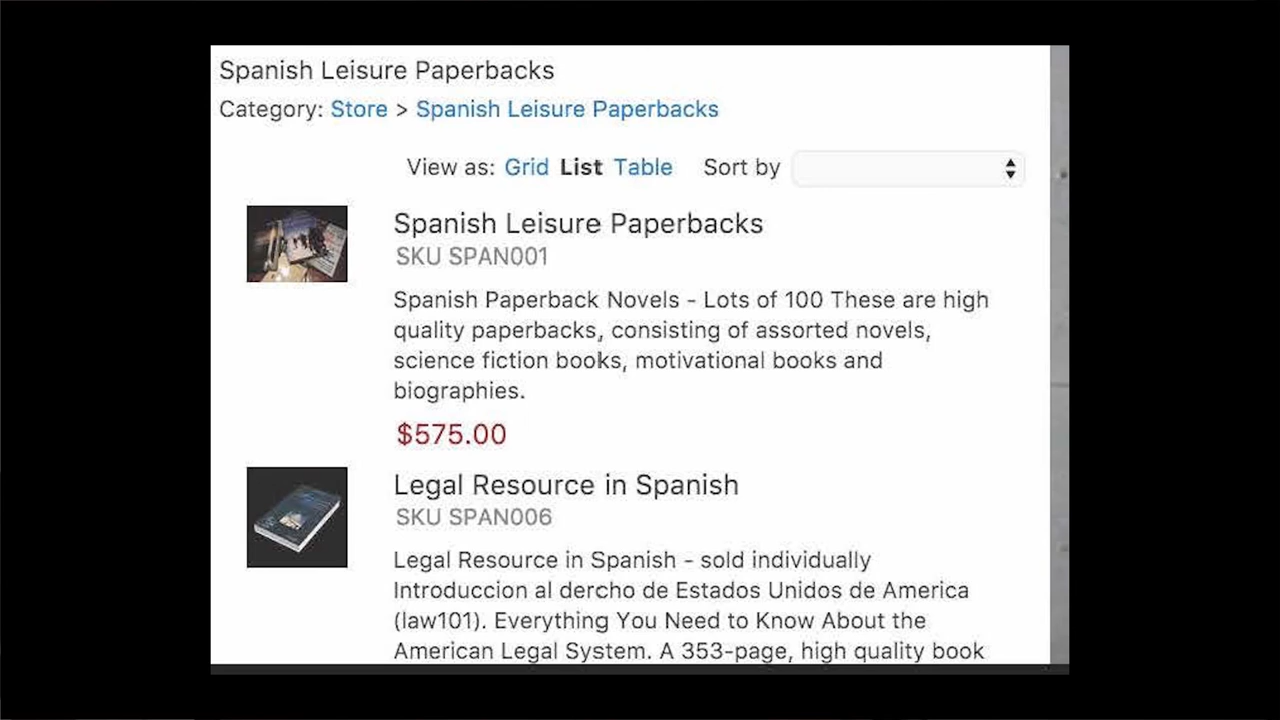 Spanish Leisure Paperbacks
Category: Store > Spanish Leisure Paperbacks
View as: Grid List Table Sort by
Spanish Leisure Paperbacks
SKU SPAN001
Spanish Paperback Novels - Lots of 100 These are high
quality paperbacks, consisting of assorted novels,
science fiction books, motivational books and
biographies.
$575.00
Legal Resource in Spanish
SKU SPAN006
Legal Resource in Spanish - sold individually
Introduccion al dercho de Estados Unidos de America
(law101). Everything You Need to Know About the
American Legal System. A 353-page, high quality book